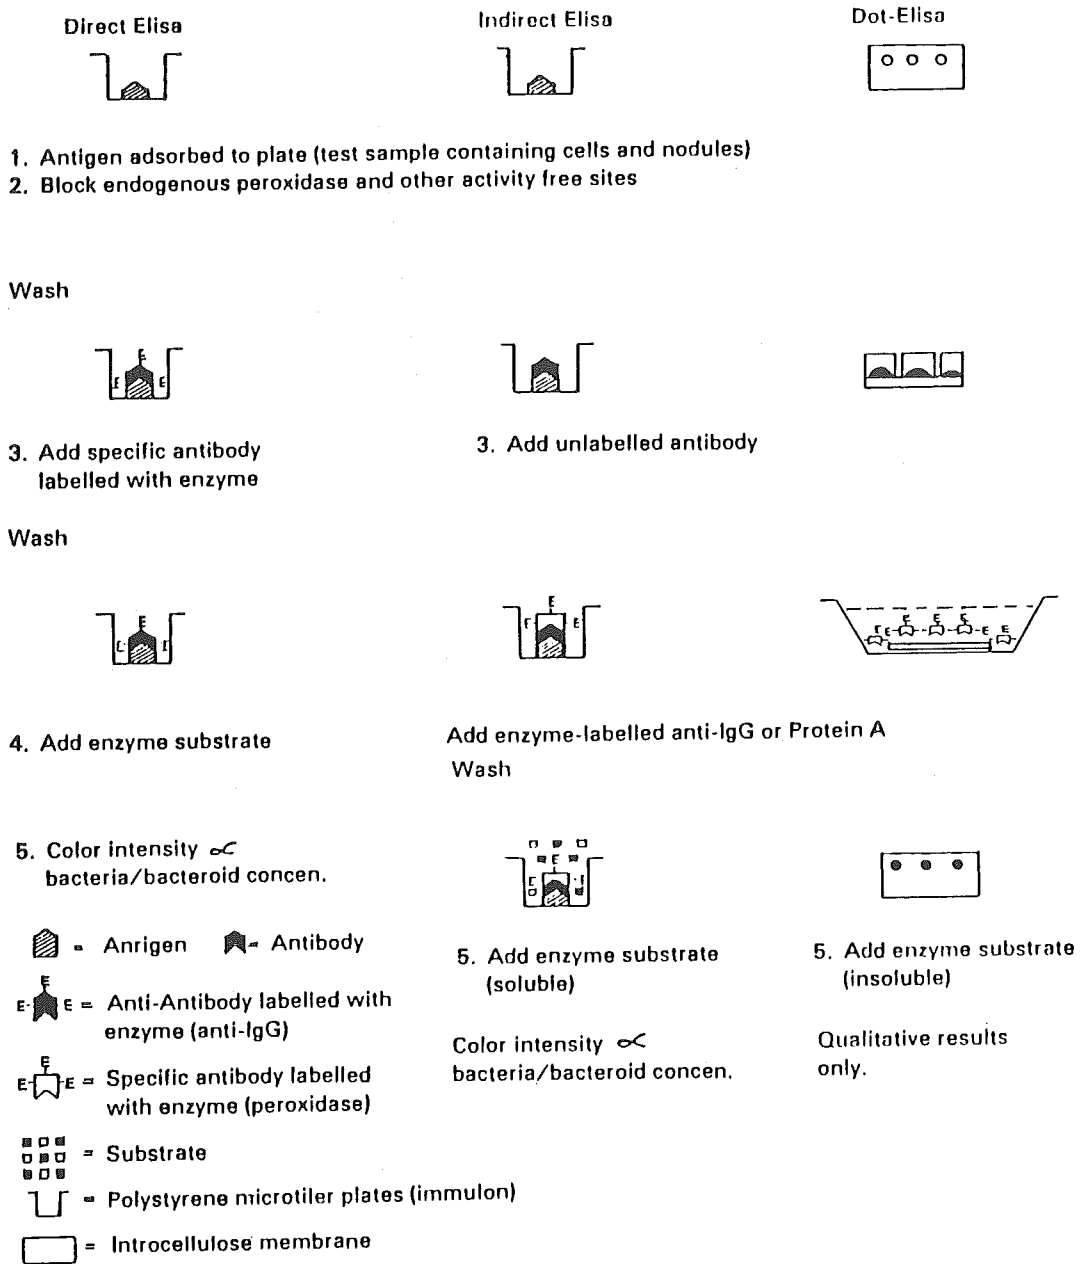 Direct Elisa
Indirect Elisa
Dot-Elisa
1. Antigen adsorbed to plate (test sample containing cells and nodules)
2. Block endogenous peroxidase and other activity free sites
Wash
E
E E
3. Add specific antibody
labelled with enzyme
3. Add unlabelled antibody
Wash
E
E
E
E
E
E E
E
E
E
4. Add enzyme substrate
Add enzyme-labelled anti-IgG or Protein A
Wash
5. Color intensity ∝
bacteria/bacteroid concen.
E
= Anrigen
= Antibody
E
E E = Anti-Antibody labelled with
enzyme (anti-IgG)
E
E E = Specific antibody labelled
with enzyme (peroxidase)
= Substrate
= Polystyrene microtiler plates (immulon)
= Introcellulose membrane
5. Add enzyme substrate
(soluble)
Color intensity ∝
bacteria/bacteroid concen.
5. Add enzyme substrate
(insoluble)
Qualitative results
only.